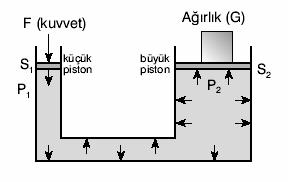 F (kuvvet)
Ağırlık (G)
S1
küçük
piston
büyük
piston
S2
P1
P2